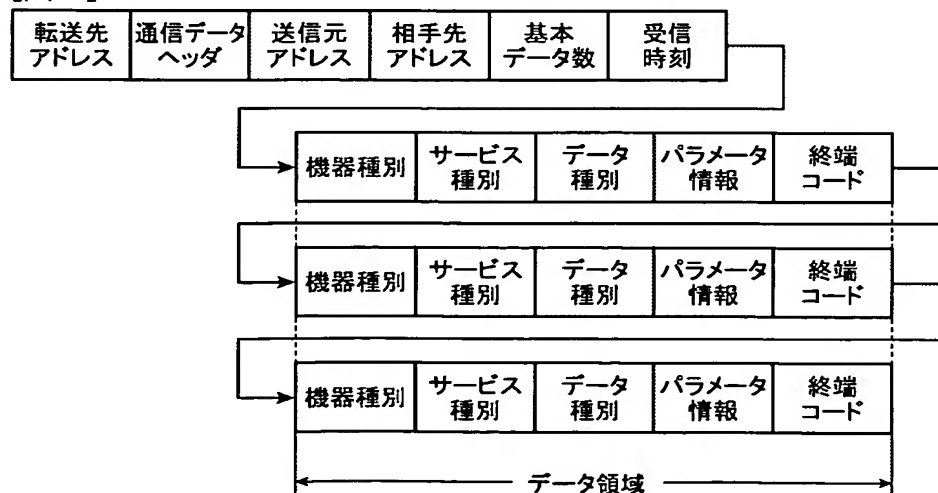 転送先
アドレス
通信データ
ヘッダ
送信元
アドレス
相手先
アドレス
基本
データ数
受信
時刻
機器種別
サービス
種別
データ
種別
パラメータ
情報
終端
コード
機器種別
サービス
種別
データ
種別
パラメータ
情報
終端
コード
機器種別
サービス
種別
データ
種別
パラメータ
情報
終端
コード
データ領域